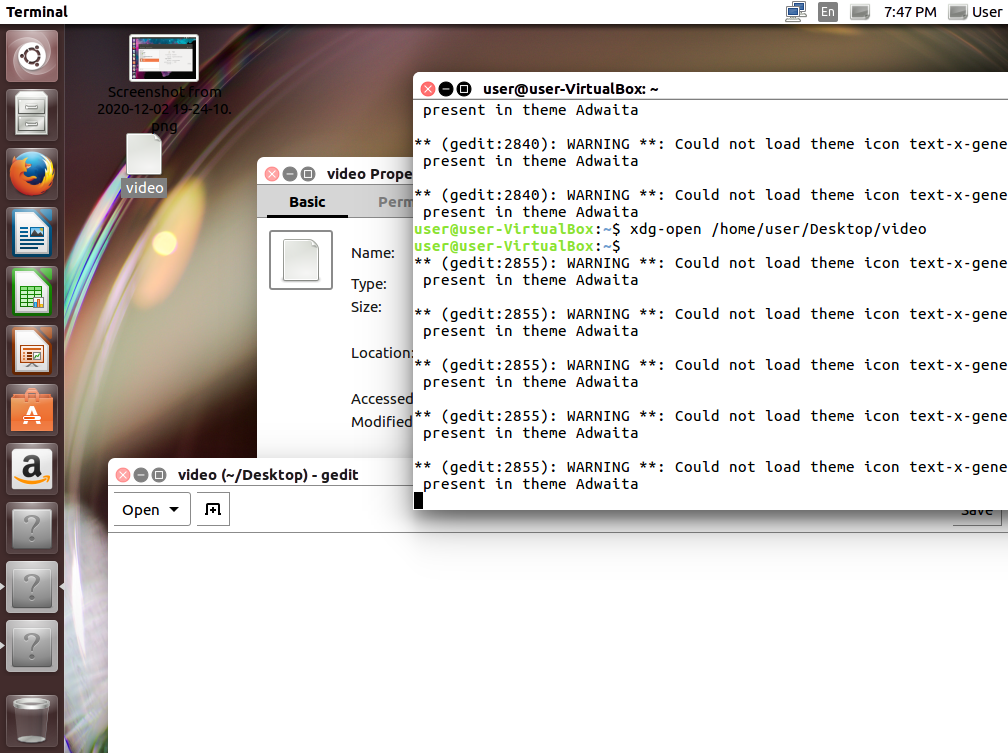 Terminal
En
7:47 PM
User
Screenshot from
2020-12-02 19-24-10.
png
video
video Prope
Basic
Perm
Name:
Type:
Size:
Location:
Accessed
Modified
user@user-VirtualBox: ~
present in theme Adwaita
** (gedit:2840): WARNING **: Could not load theme icon text-x-gene
present in theme Adwaita
** (gedit:2840): WARNING **: Could not load theme icon text-x-gene
present in theme Adwaita
user@user-VirtualBox:~$ xdg-open /home/user/Desktop/video
user@user-VirtualBox:~$
** (gedit:2855): WARNING **: Could not load theme icon text-x-gene
present in theme Adwaita
** (gedit:2855): WARNING **: Could not load theme icon text-x-gene
present in theme Adwaita
** (gedit:2855): WARNING **: Could not load theme icon text-x-gene
present in theme Adwaita
** (gedit:2855): WARNING **: Could not load theme icon text-x-gene
present in theme Adwaita
** (gedit:2855): WARNING **: Could not load theme icon text-x-gene
present in theme Adwaita
video (~/Desktop) - gedit
Open
Save